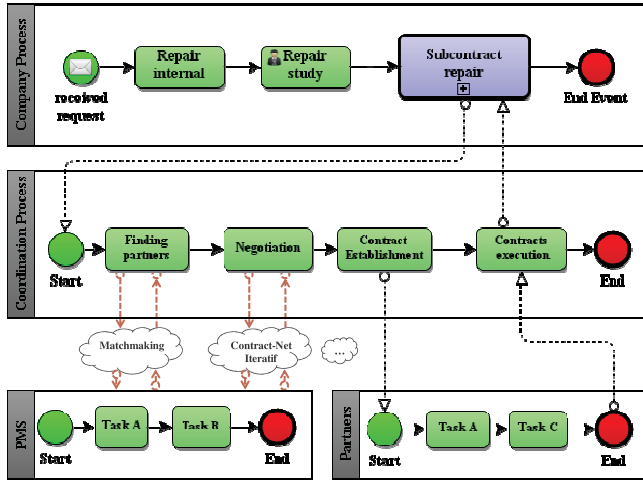 Company Process
Repair
internal
Repair
study
Subcontract
repair
received
request
End Event
Coordination Process
Finding
partners
Negotiation
Contract
Establishment
Contracts
execution
Start
End
Matchmaking
Contract-Net
Iteratif
...
PMS
Task A
Task B
Start
End
Partners
Task A
Task C
Start
End